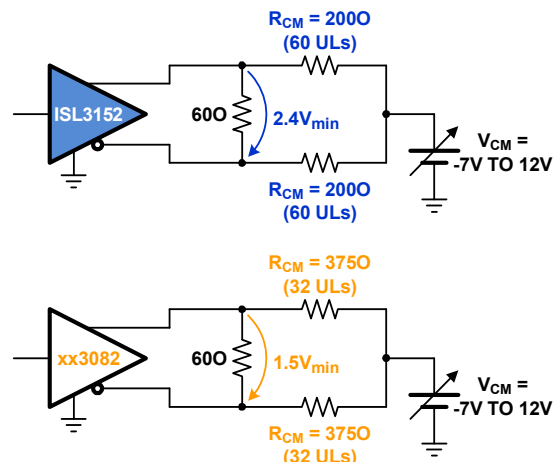 R_CM = 200O
(60 ULs)
ISL3152
60O
2.4V_min
V_CM =
-7V TO 12V
R_CM = 200O
(60 ULs)
R_CM = 375O
(32 ULs)
xx3082
60O
1.5V_min
V_CM =
-7V TO 12V
R_CM = 375O
(32 ULs)